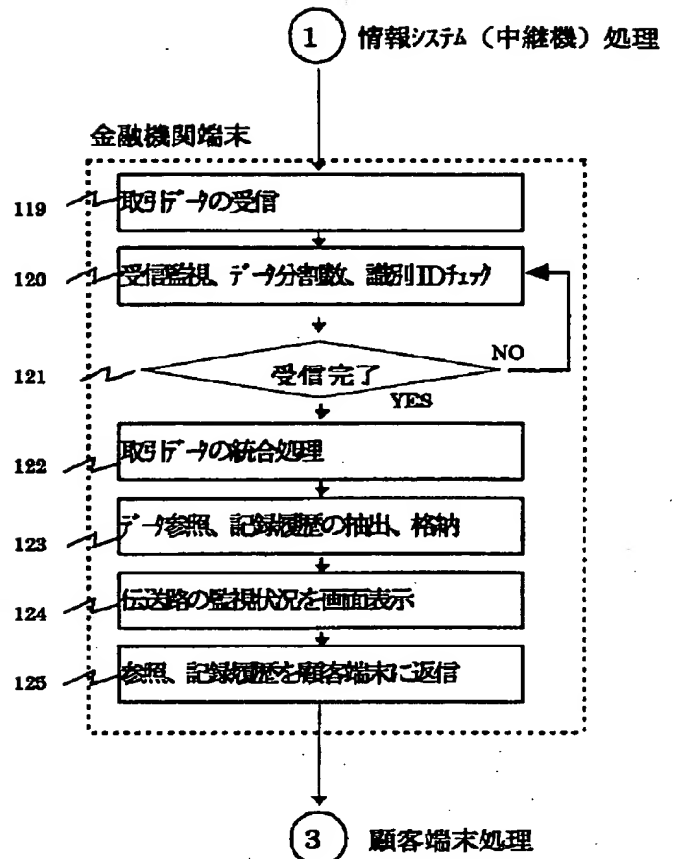 1 情報システム（中継機）処理
金融機関端末
119 取引データの受信
120 受信監視、データ分割数、識別IDチェック
121 受信完了 NO
YES
122 取引データの統合処理
123 データ参照、記録履歴の抽出、格納
124 伝送路の監視状況を画面表示
125 参照、記録履歴を顧客端末に返信
3 顧客端末処理